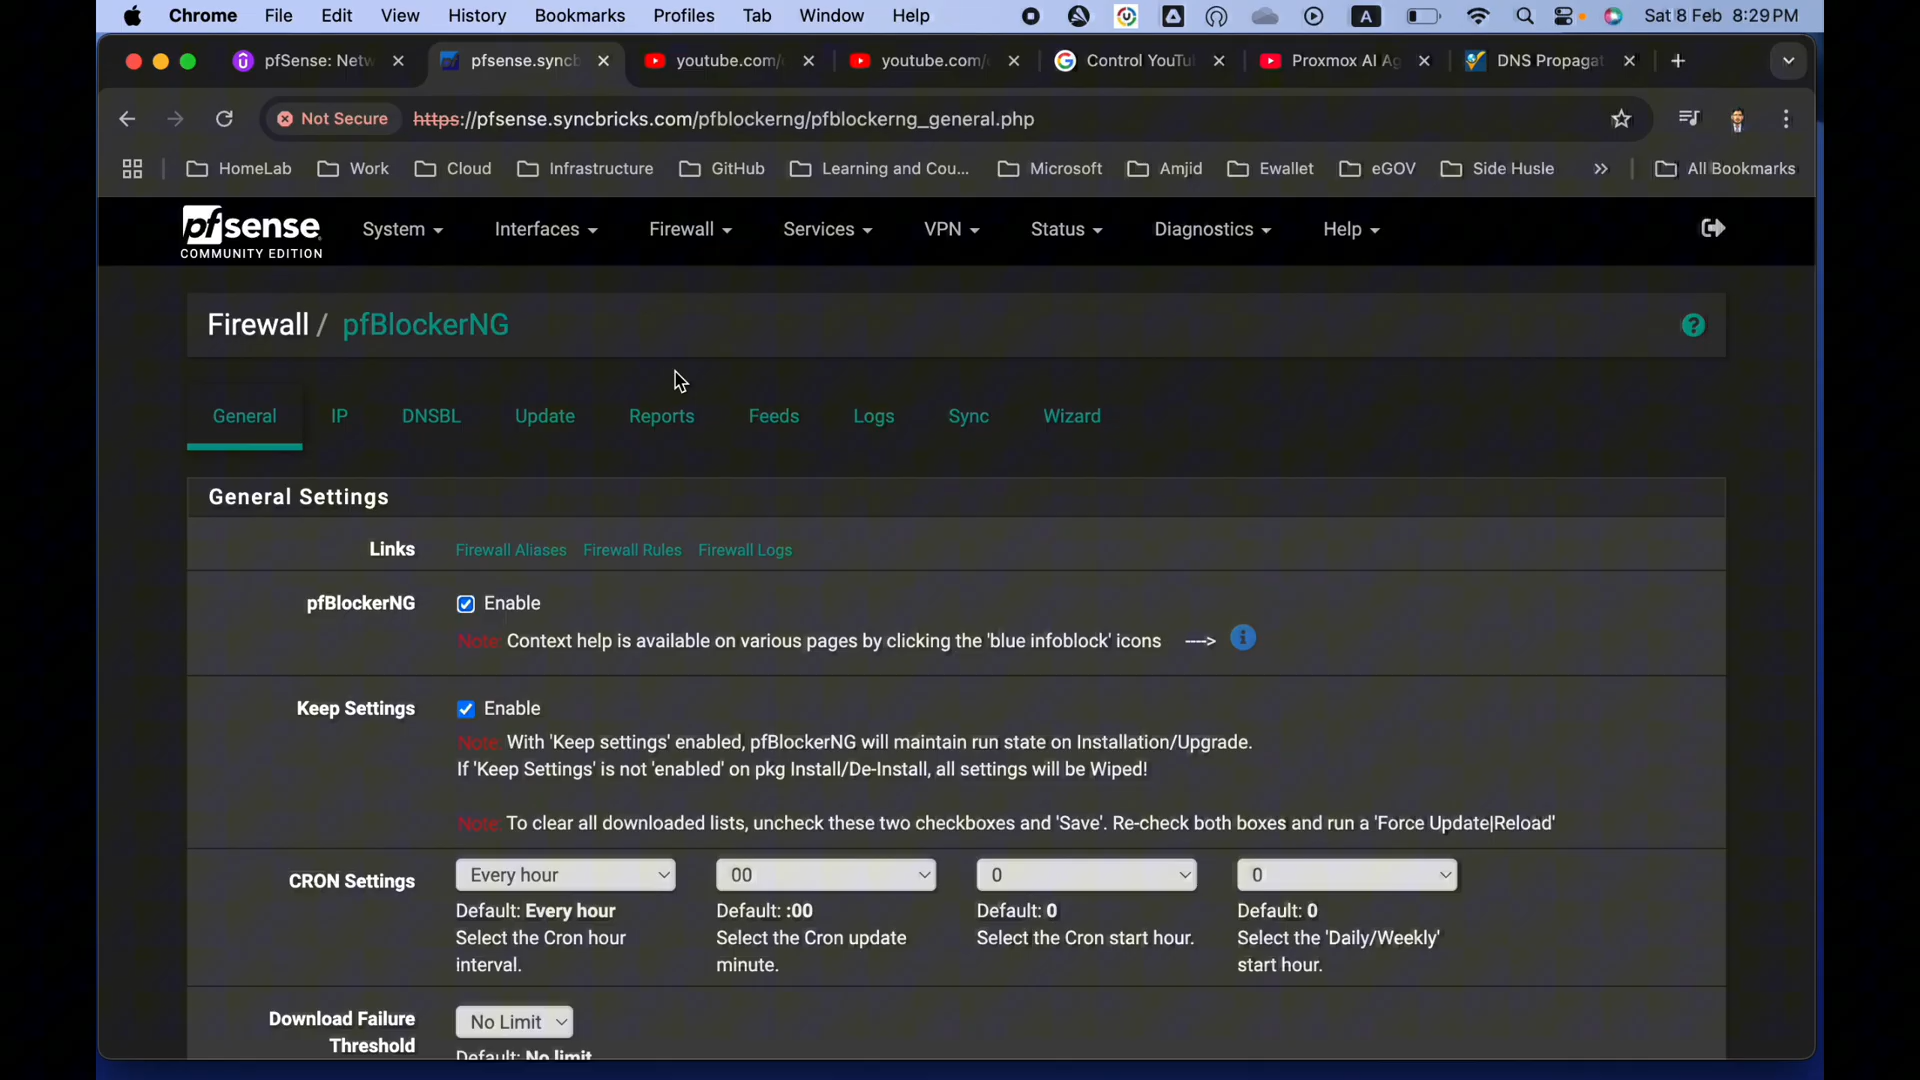 Chrome File Edit View History Bookmarks Profiles Tab Window Help A Sat 8 Feb 8:29 PM
pfSense: Netw pfsense.syncb youtube.com/ youtube.com/ Control YouTu Proxmox AI Ag DNS Propagat
Not Secure https://pfsense.syncbricks.com/pfblockerng/pfblockerng_general.php
HomeLab Work Cloud Infrastructure GitHub Learning and Cou... Microsoft Amjid Ewallet eGOV Side Husle » All Bookmarks
pfsense System Interfaces Firewall Services VPN Status Diagnostics Help
COMMUNITY EDITION
Firewall / pfBlockerNG
General IP DNSBL Update Reports Feeds Logs Sync Wizard
General Settings
Links Firewall Aliases Firewall Rules Firewall Logs
pfBlockerNG Enable
Note: Context help is available on various pages by clicking the 'blue infoblock' icons ---->
Keep Settings Enable
Note: With 'Keep settings' enabled, pfBlockerNG will maintain run state on Installation/Upgrade.
If 'Keep Settings' is not 'enabled' on pkg Install/De-Install, all settings will be Wiped!
Note: To clear all downloaded lists, uncheck these two checkboxes and 'Save'. Re-check both boxes and run a 'Force Update|Reload'
CRON Settings Every hour 00 0 0
Default: Every hour Default: :00 Default: 0 Default: 0
Select the Cron hour Select the Cron update Select the Cron start hour. Select the 'Daily/Weekly'
interval. minute. start hour.
Download Failure No Limit
Threshold
Default: No limit